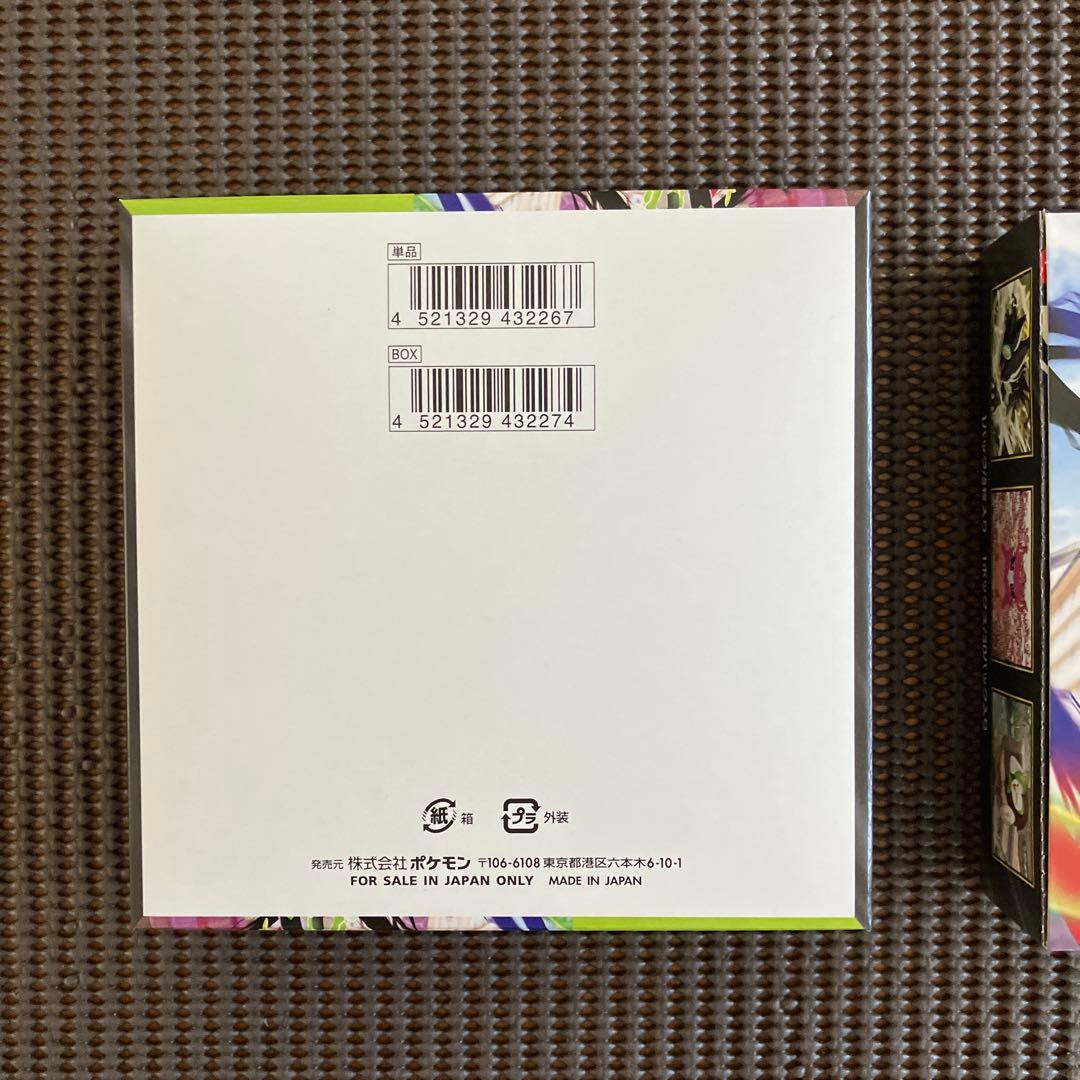 単品
4 521329 432267
BOX
4 521329 432274
紙 箱 プラ 外装
発売元 株式会社ポケモン 〒106-6108 東京都港区六本木6-10-1
FOR SALE IN JAPAN ONLY MADE IN JAPAN